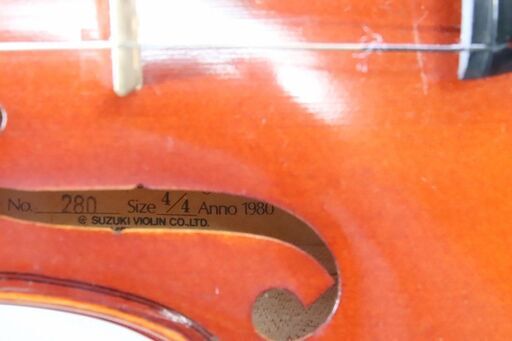 No. 280 Size 4/4 Anno 1980
© SUZUKI VIOLIN CO.,LTD.